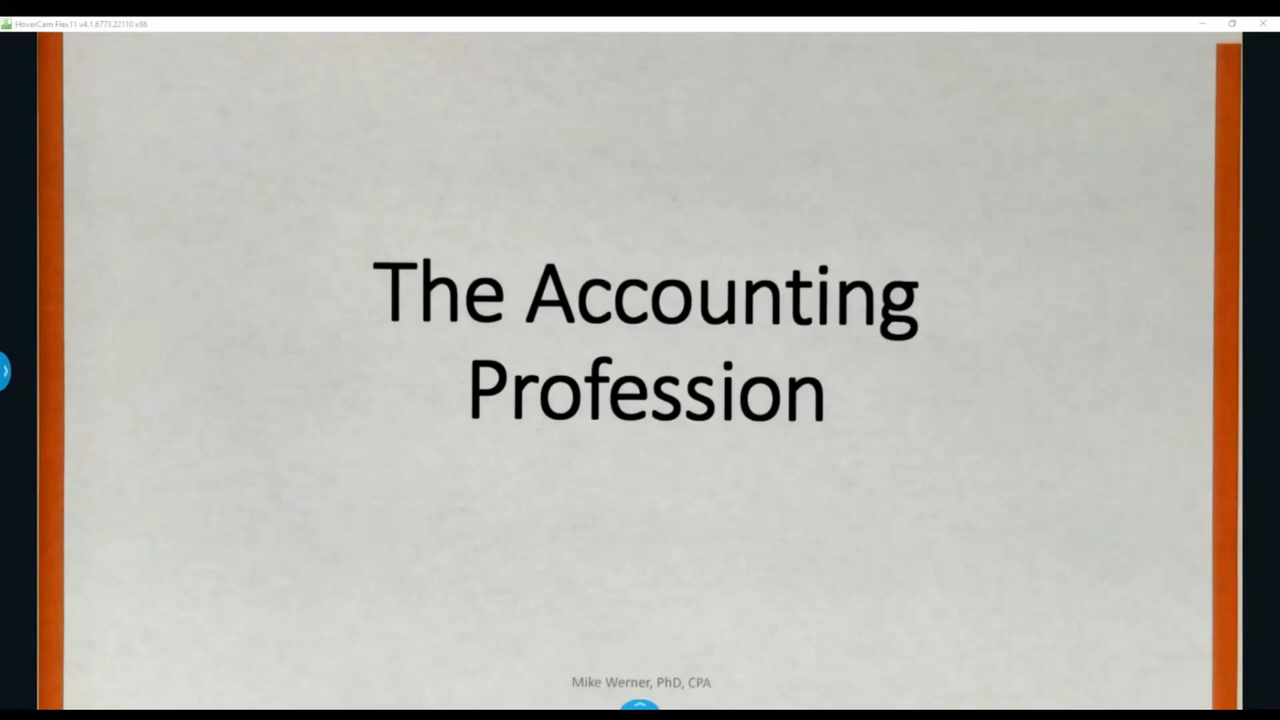 HoverCam Flex11 v4.1.6773.22110 x86
The Accounting
Profession
Mike Werner, PhD, CPA